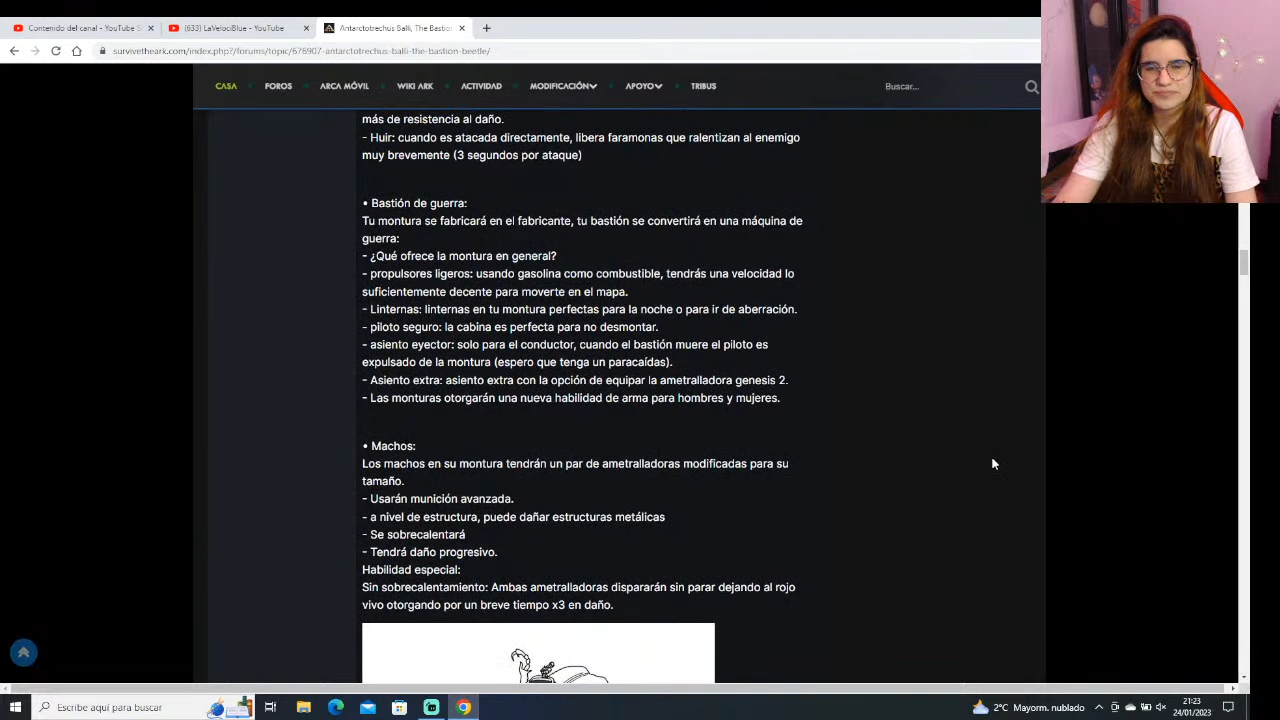 Contenido del canal - YouTube S
(633) LaVelociBlue - YouTube
Antarctotrechus Balli, The Bastion
survivetheark.com/index.php?/forums/topic/676907-antarctotrechus-balli-the-bastion-beetle/
CASA FOROS ARCA MÓVIL WIKI ARK ACTIVIDAD MODIFICACIÓN APOYO TRIBUS Buscar...
más de resistencia al daño.
- Huir: cuando es atacada directamente, libera faramonas que ralentizan al enemigo
muy brevemente (3 segundos por ataque)
• Bastión de guerra:
Tu montura se fabricará en el fabricante, tu bastión se convertirá en una máquina de
guerra:
- ¿Qué ofrece la montura en general?
- propulsores ligeros: usando gasolina como combustible, tendrás una velocidad lo
suficientemente decente para moverte en el mapa.
- Linternas: linternas en tu montura perfectas para la noche o para ir de aberración.
- piloto seguro: la cabina es perfecta para no desmontar.
- asiento eyector: solo para el conductor, cuando el bastión muere el piloto es
expulsado de la montura (espero que tenga un paracaídas).
- Asiento extra: asiento extra con la opción de equipar la ametralladora genesis 2.
- Las monturas otorgarán una nueva habilidad de arma para hombres y mujeres.
• Machos:
Los machos en su montura tendrán un par de ametralladoras modificadas para su
tamaño.
- Usarán munición avanzada.
- a nivel de estructura, puede dañar estructuras metálicas
- Se sobrecalentará
- Tendrá daño progresivo.
Habilidad especial:
Sin sobrecalentamiento: Ambas ametralladoras dispararán sin parar dejando al rojo
vivo otorgando por un breve tiempo x3 en daño.
Escribe aquí para buscar
2°C Mayorm. nublado
21:23
24/01/2023